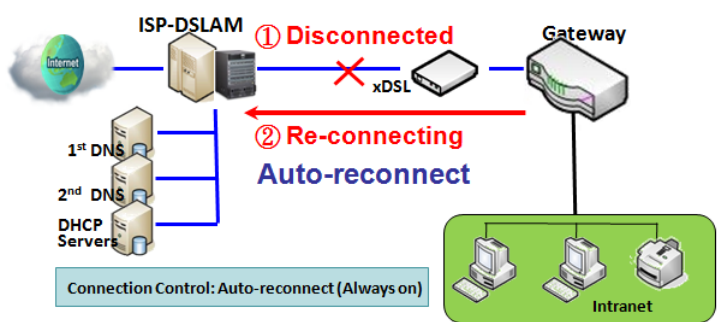 ISP-DSLAM
① Disconnected
Gateway
Internet
xDSL
② Re-connecting
1st DNS
Auto-reconnect
2nd DNS
DHCP
Servers
Connection Control: Auto-reconnect (Always on)
Intranet